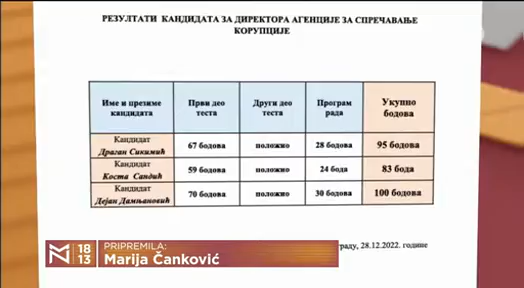 РЕЗУЛТАТИ КАНДИДАТА ЗА ДИРЕКТОРА АГЕНЦИЈЕ ЗА СПРЕЧАВАЊЕ
КОРУПЦИЈЕ
Име и презиме кандидата Први део теста Други део теста Програм рада Укупно бодова
Кандидат Драган Сикимић 67 бодова положио 28 бодова 95 бодова
Кандидат Коста Сандић 59 бодова положио 24 бода 83 бода
Кандидат Дејан Дамњановић 70 бодова положио 30 бодова 100 бодова
28.12.2022. године
18
13
PRIPREMILA:
Marija Čanković